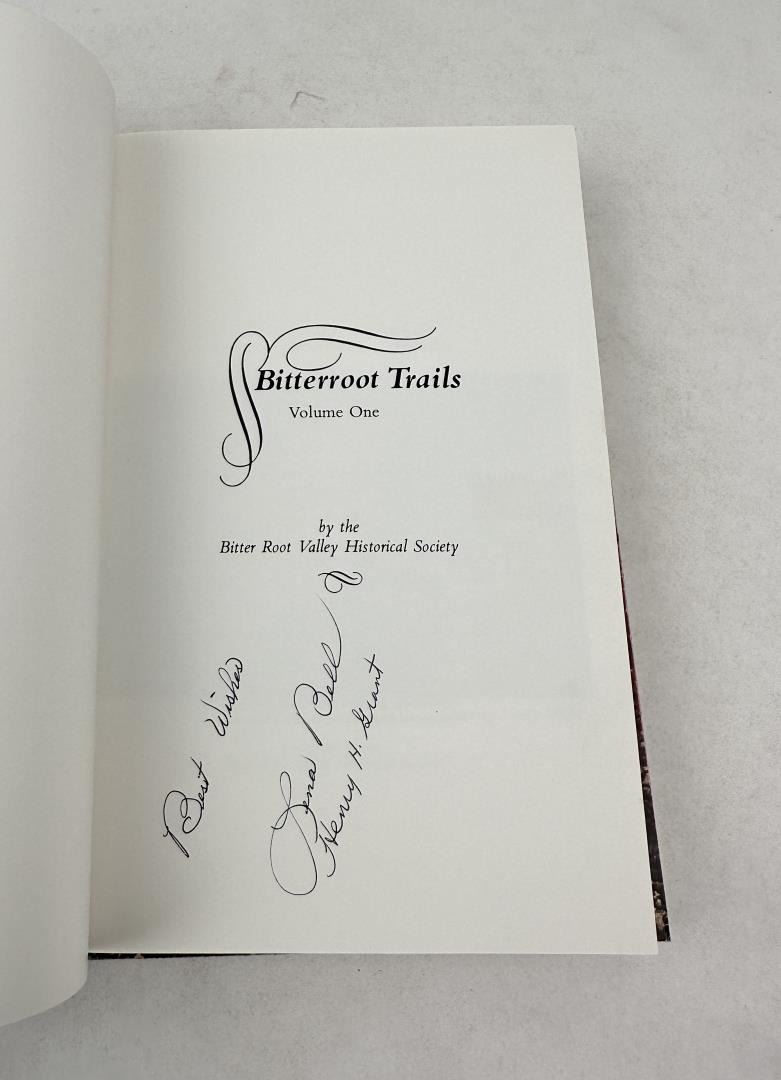 Bitterroot Trails
Volume One
by the
Bitter Root Valley Historical Society
Best Wishes
Lena Bell
Henry H. Grant